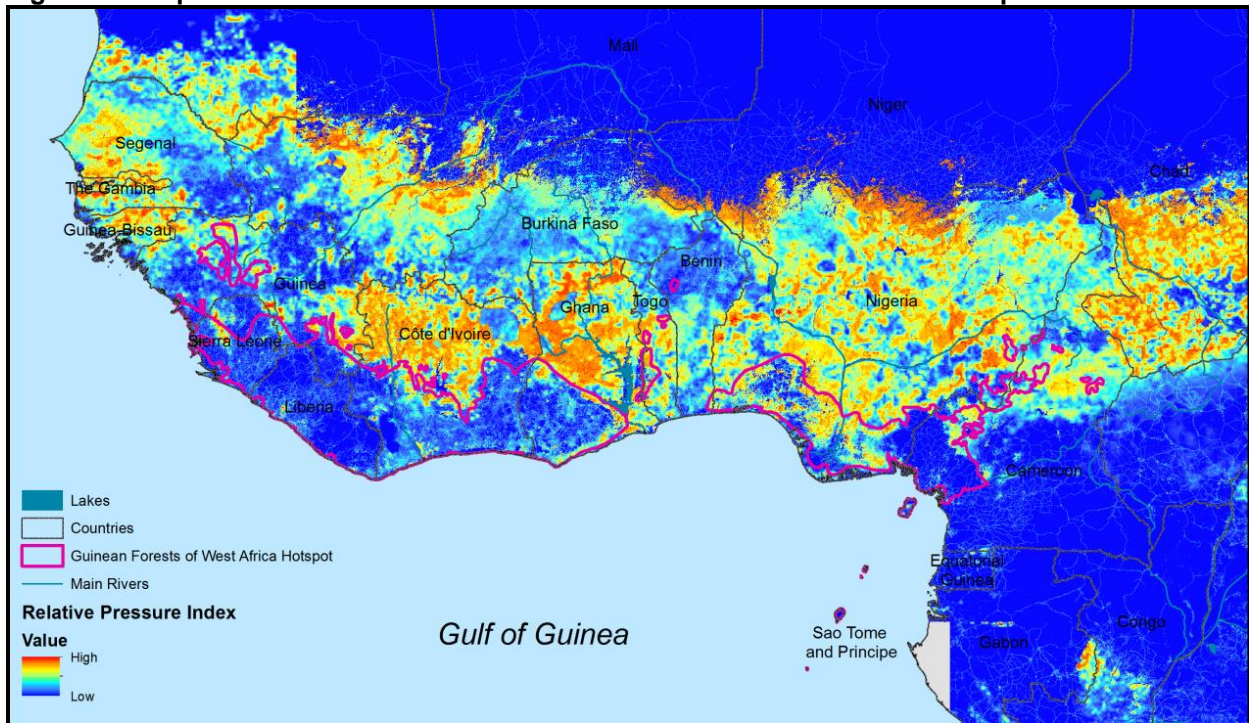 Mali
Niger
Segenal
Chad
The Gambia
Burkina Faso
Guinea-Bissau
Benin
Guinea
Ghana
Togo
Nigeria
Côte d'Ivoire
Sierra Leone
Liberia
Cameroon
Lakes
Countries
Guinean Forests of West Africa Hotspot
Main Rivers
Equatorial
Guinea
Relative Pressure Index
Value
High
Low
Gulf of Guinea
Sao Tome
and Principe
Gabon
Congo